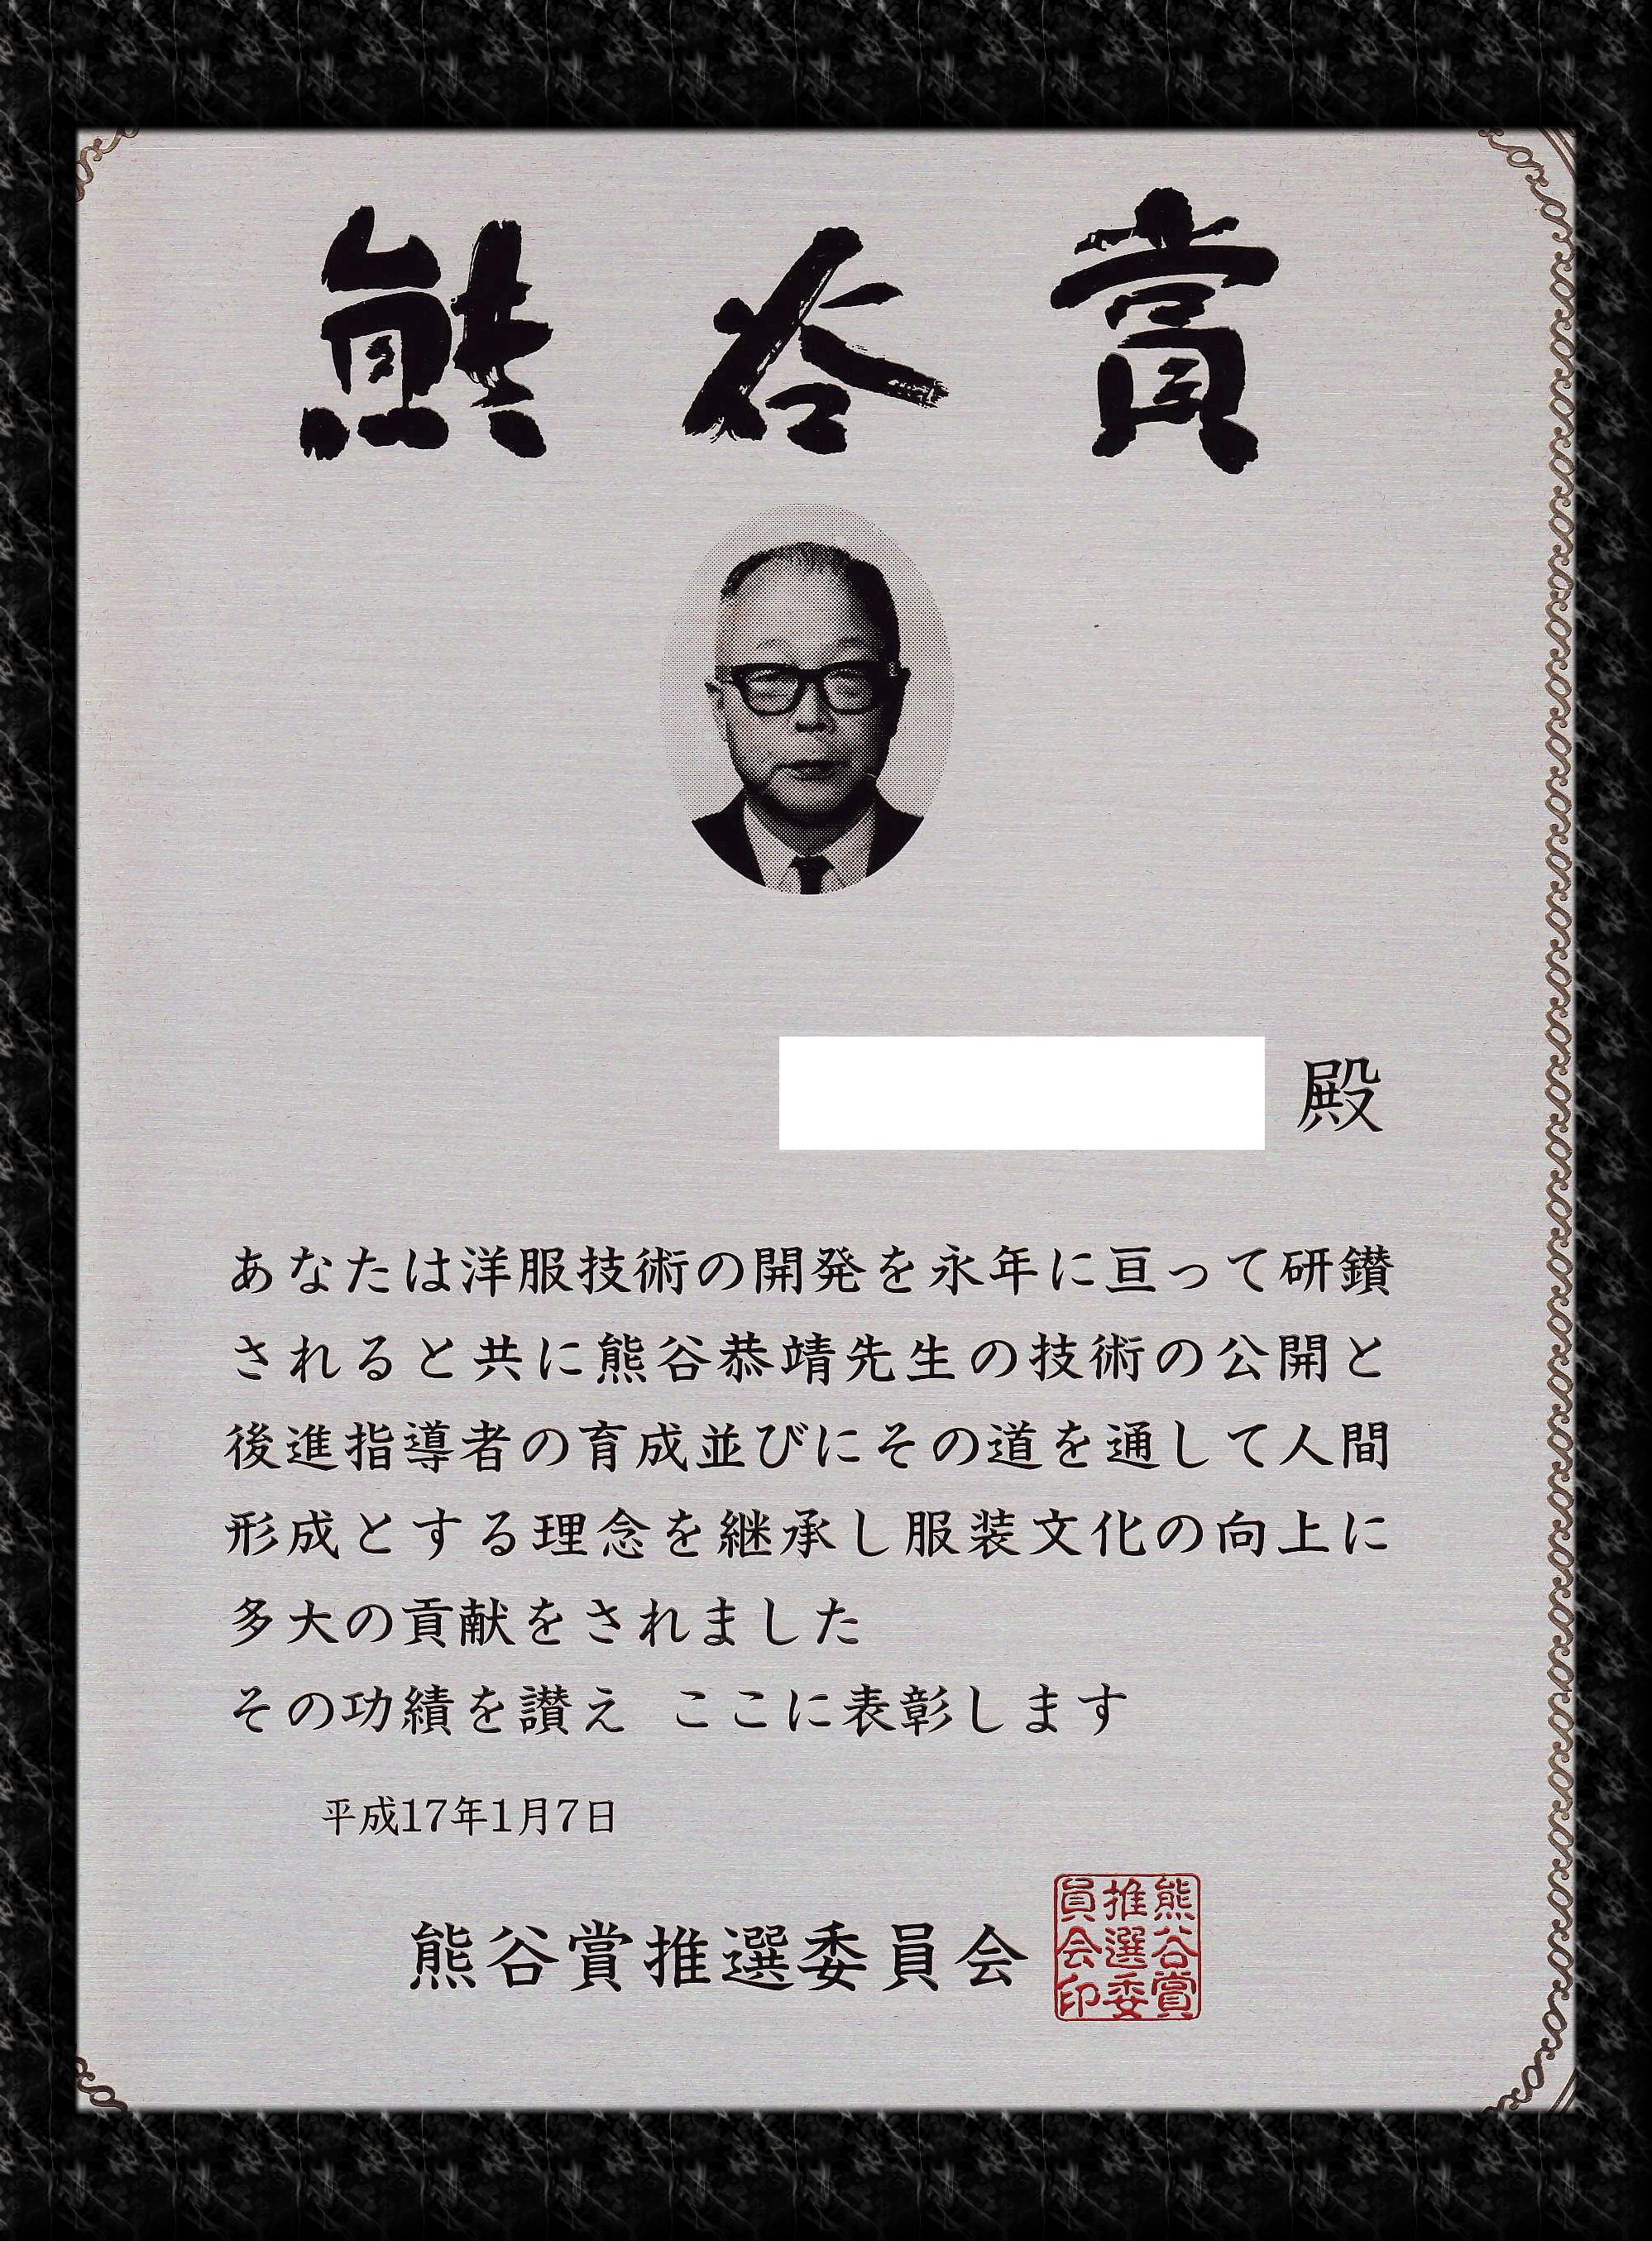 熊谷賞
殿
あなたは洋服技術の開発を永年に亘って研鑚
されると共に熊谷恭靖先生の技術の公開と
後進指導者の育成並びにその道を通して人間
形成とする理念を継承し服装文化の向上に
多大の貢献をされました
その功績を讃え ここに表彰します
平成17年1月7日
熊谷賞推選委員会
熊谷賞
推選委
員会印